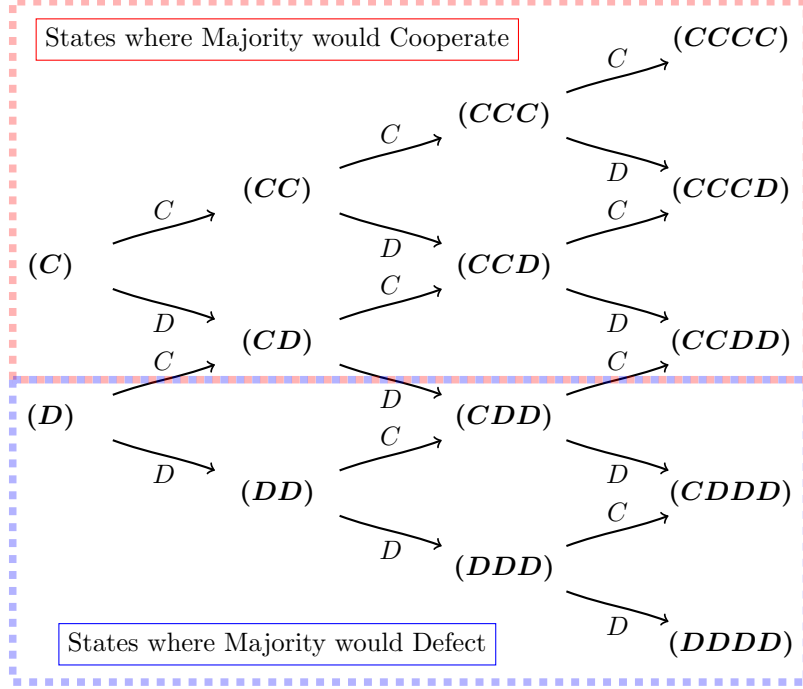 States where Majority would Cooperate
(CCCC)
C
(CCC)
C
D
(CC)
(CCCD)
C
D
C
(C)
(CCD)
D
C
D
(CD)
(CCDD)
C
D
C
(D)
(CDD)
C
D
D
(DD)
(CDDD)
D
C
(DDD)
D
States where Majority would Defect
(DDDD)